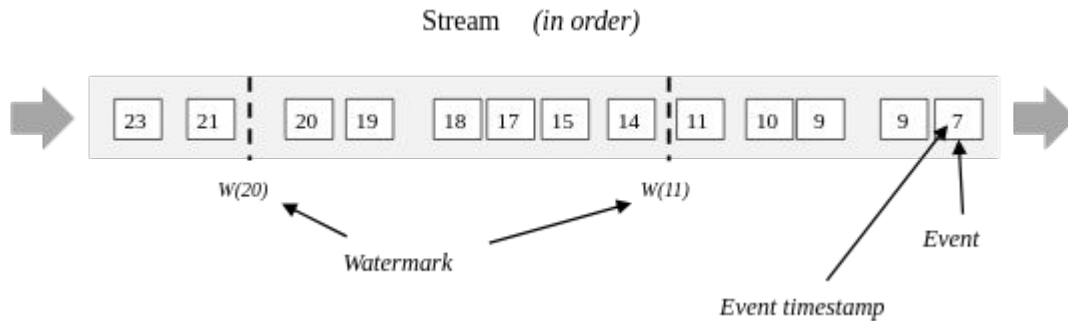 Stream (in order)
23 21 20 19 18 17 15 14 11 10 9 9 7
W(20) W(11)
Event
Watermark
Event timestamp